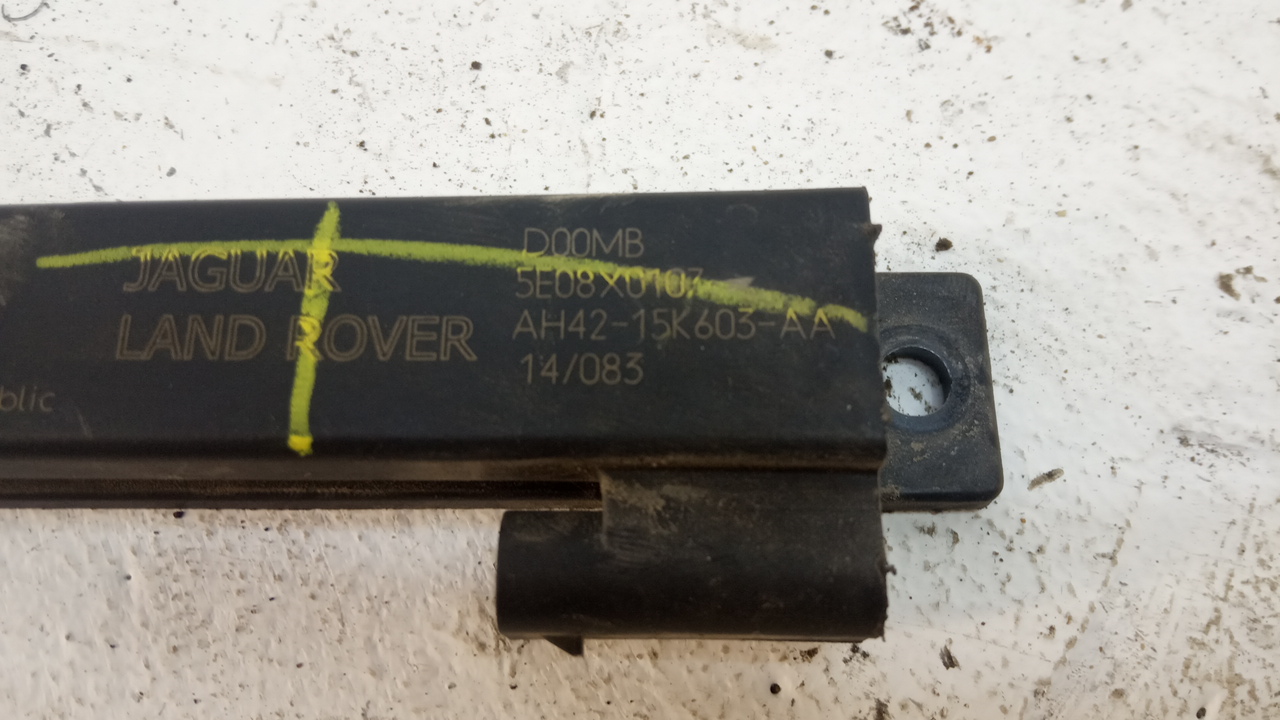 JAGUAR
LAND ROVER
blic
D00MB
5E08X0107
AH42-15K603-AA
14/083